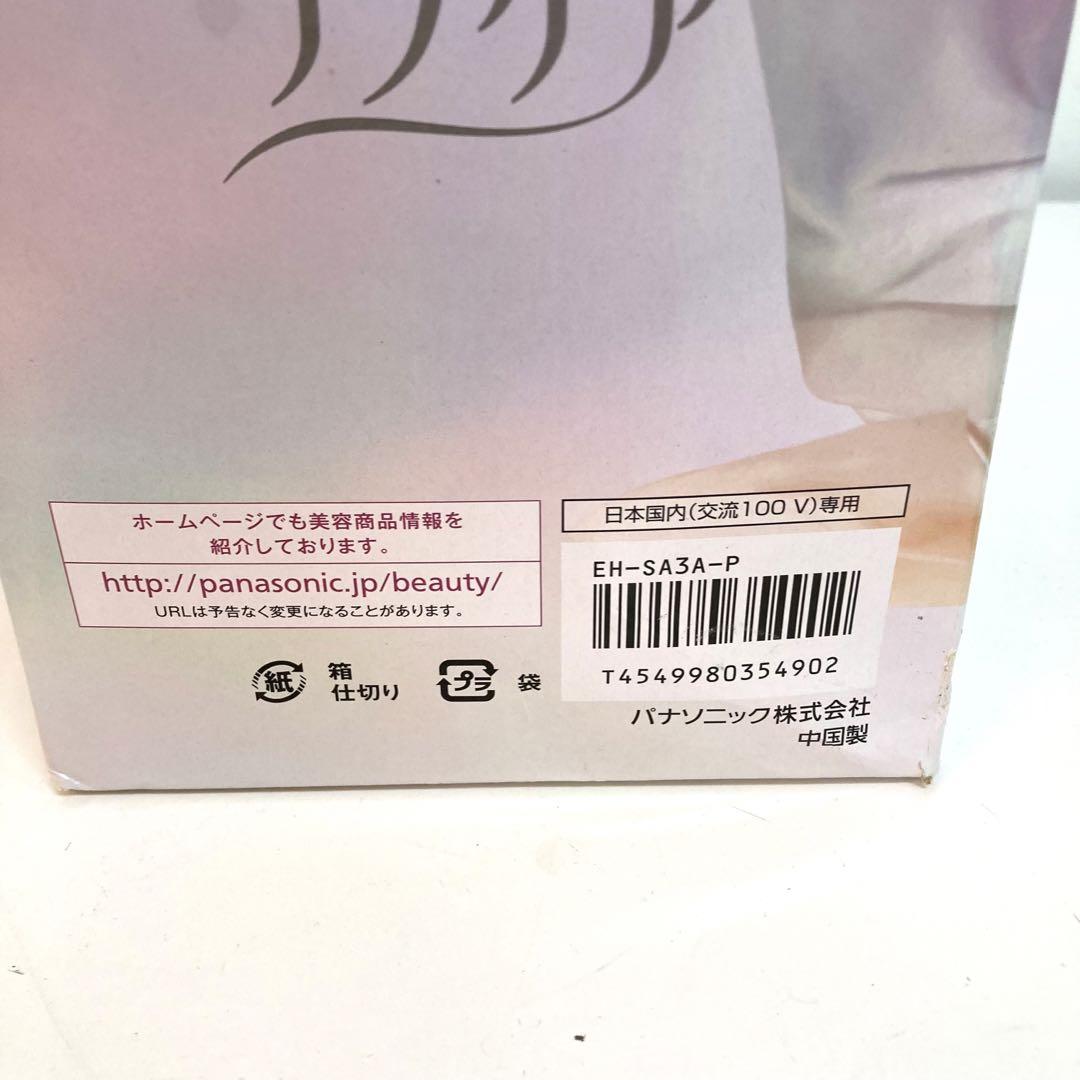 ホームページでも美容商品情報を
紹介しております。
http://panasonic.jp/beauty/
URLは予告なく変更になることがあります。
日本国内(交流100 V)専用
EH-SA3A-P
T4549980354902
紙
箱
仕切り
プラ
袋
パナソニック株式会社
中国製